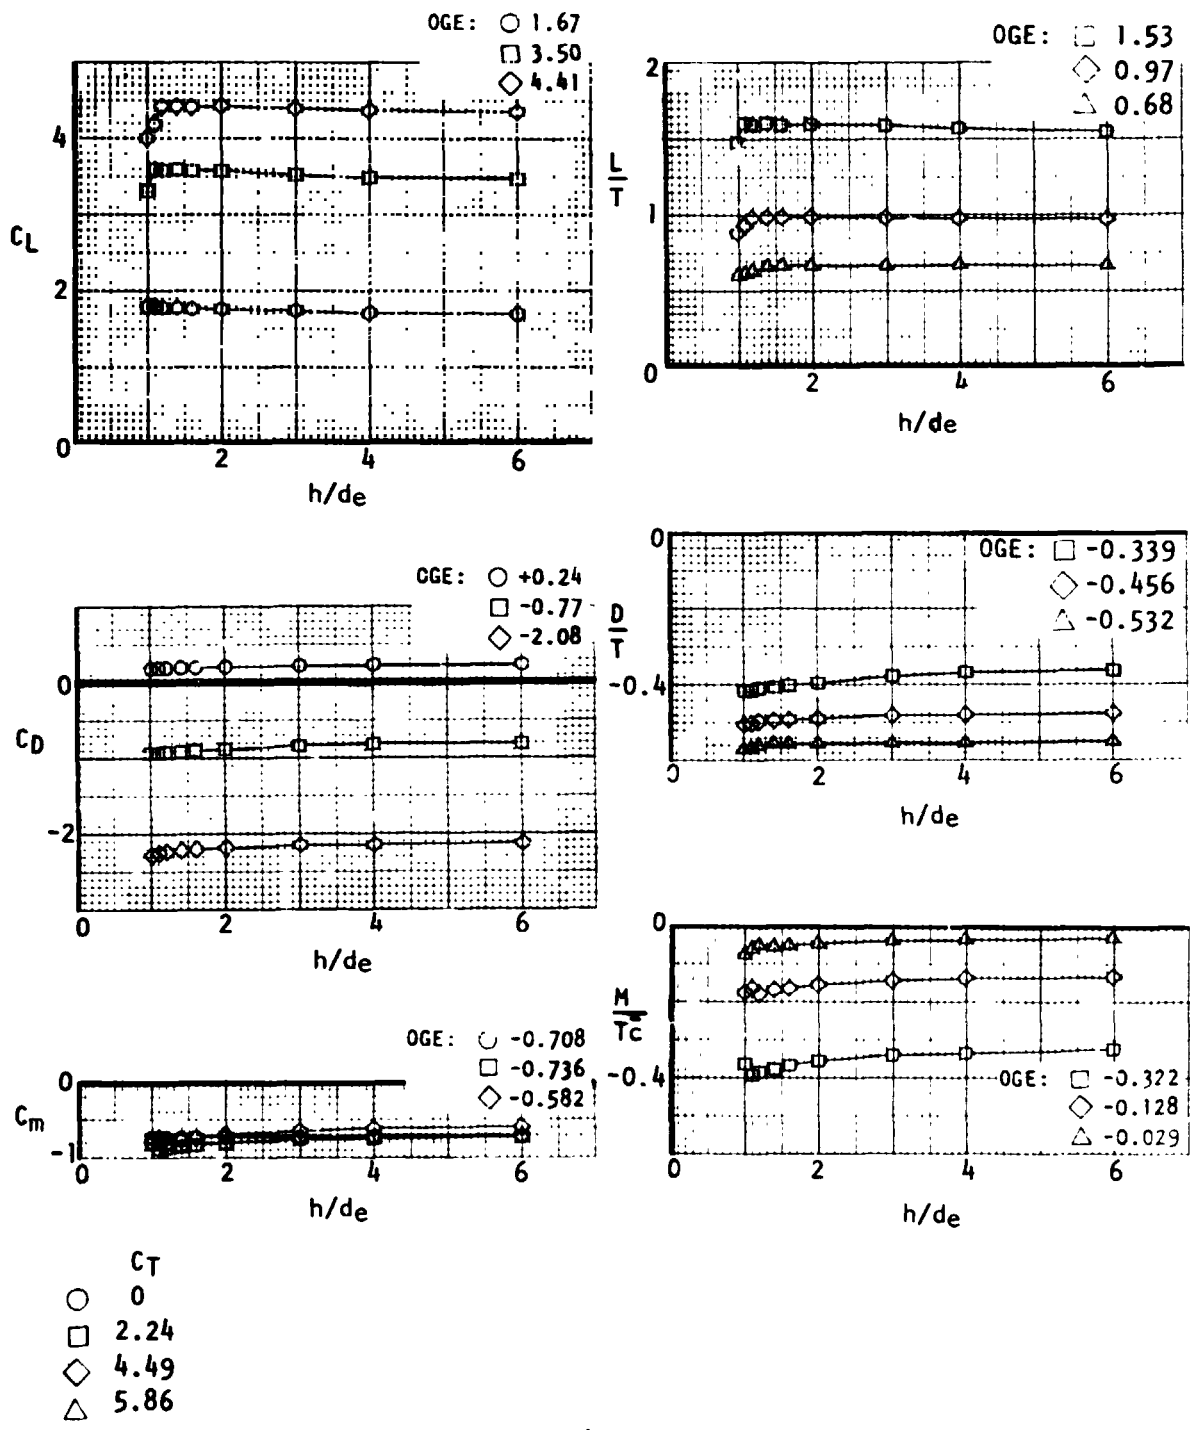 OGE: ○ 1.67
□ 3.50
◇ 4.41
4
2
0
C_L
2 4 6
h/de
OGE: □ 1.53
◇ 0.97
△ 0.68
2
1
0
L/T
2 4 6
h/de
CGE: ○ +0.24
□ -0.77
◇ -2.08
0
-2
C_D
0 2 4 6
h/de
OGE: □ -0.339
◇ -0.456
△ -0.532
0
-0.4
D/T
0 2 4 6
h/de
OGE: ○ -0.708
□ -0.736
◇ -0.582
0
-1
C_m
0 2 4 6
h/de
0
-0.4
M/Tc̄
OGE: □ -0.322
◇ -0.128
△ -0.029
0 2 4 6
h/de
C_T
○ 0
□ 2.24
◇ 4.49
△ 5.86